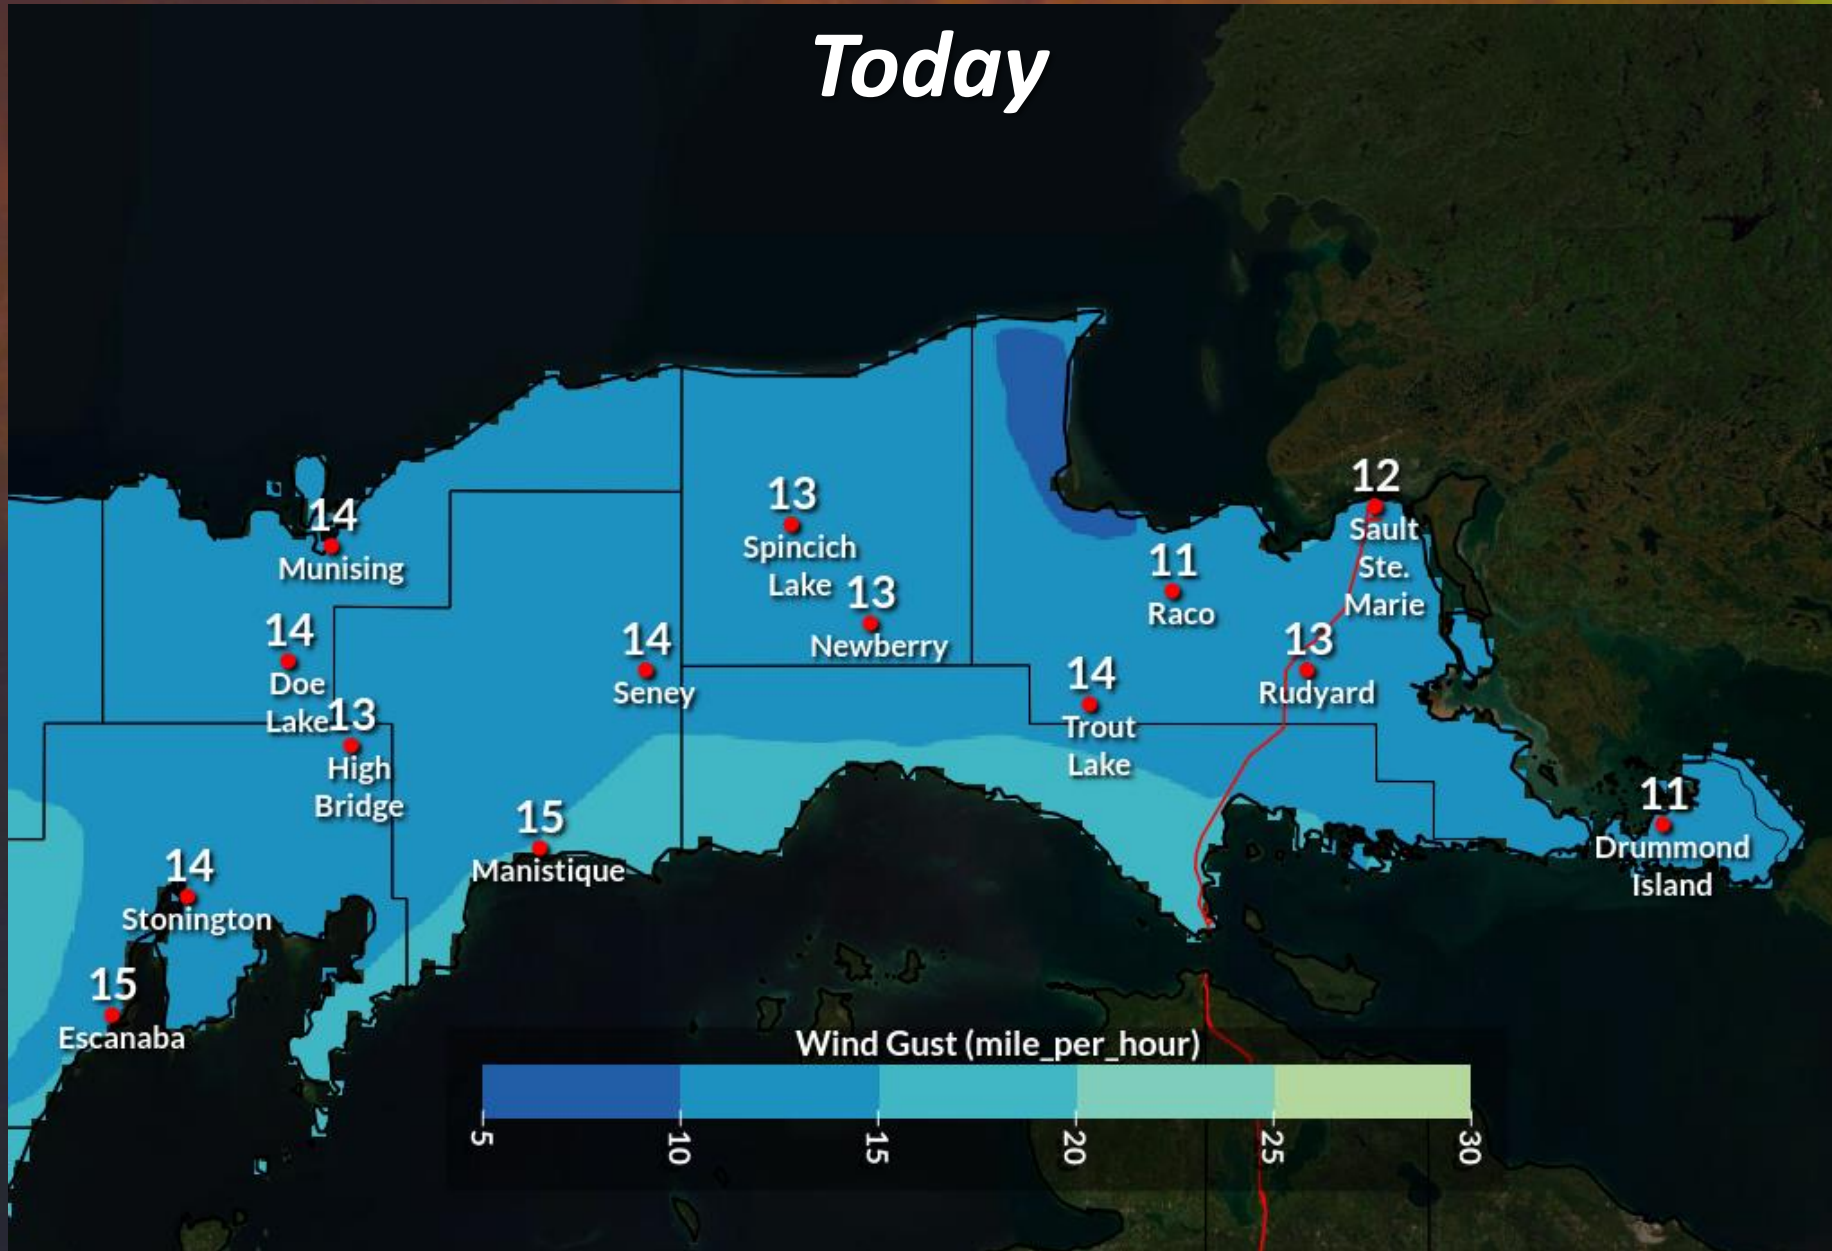 Today
12
Sault
Ste.
Marie
13
Spincich
Lake
14
Munising
11
Raco
13
Newberry
14
Doe
Lake
14
Seney
13
Rudyard
14
Trout
Lake
13
High
Bridge
15
Manistique
11
Drummond
Island
14
Stonington
15
Escanaba
Wind Gust (mile_per_hour)
5
10
15
20
25
30